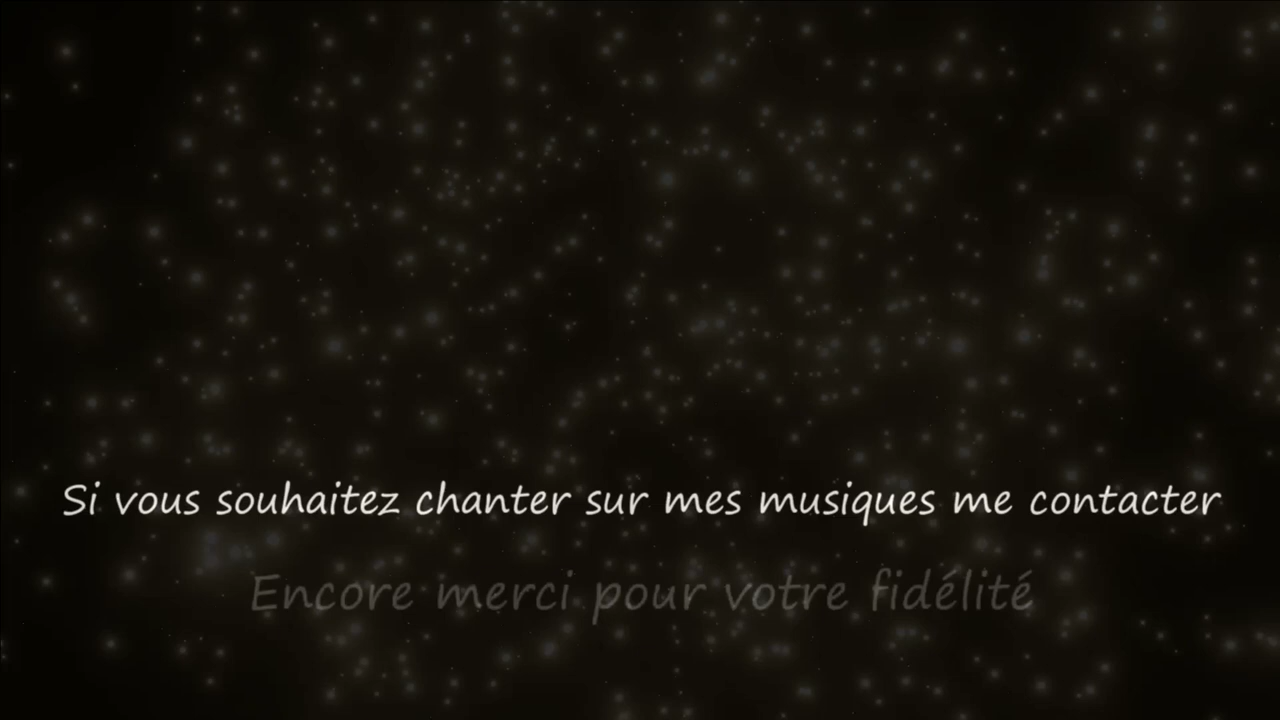 Si vous souhaitez chanter sur mes musiques me contacter
Encore merci pour votre fidélité